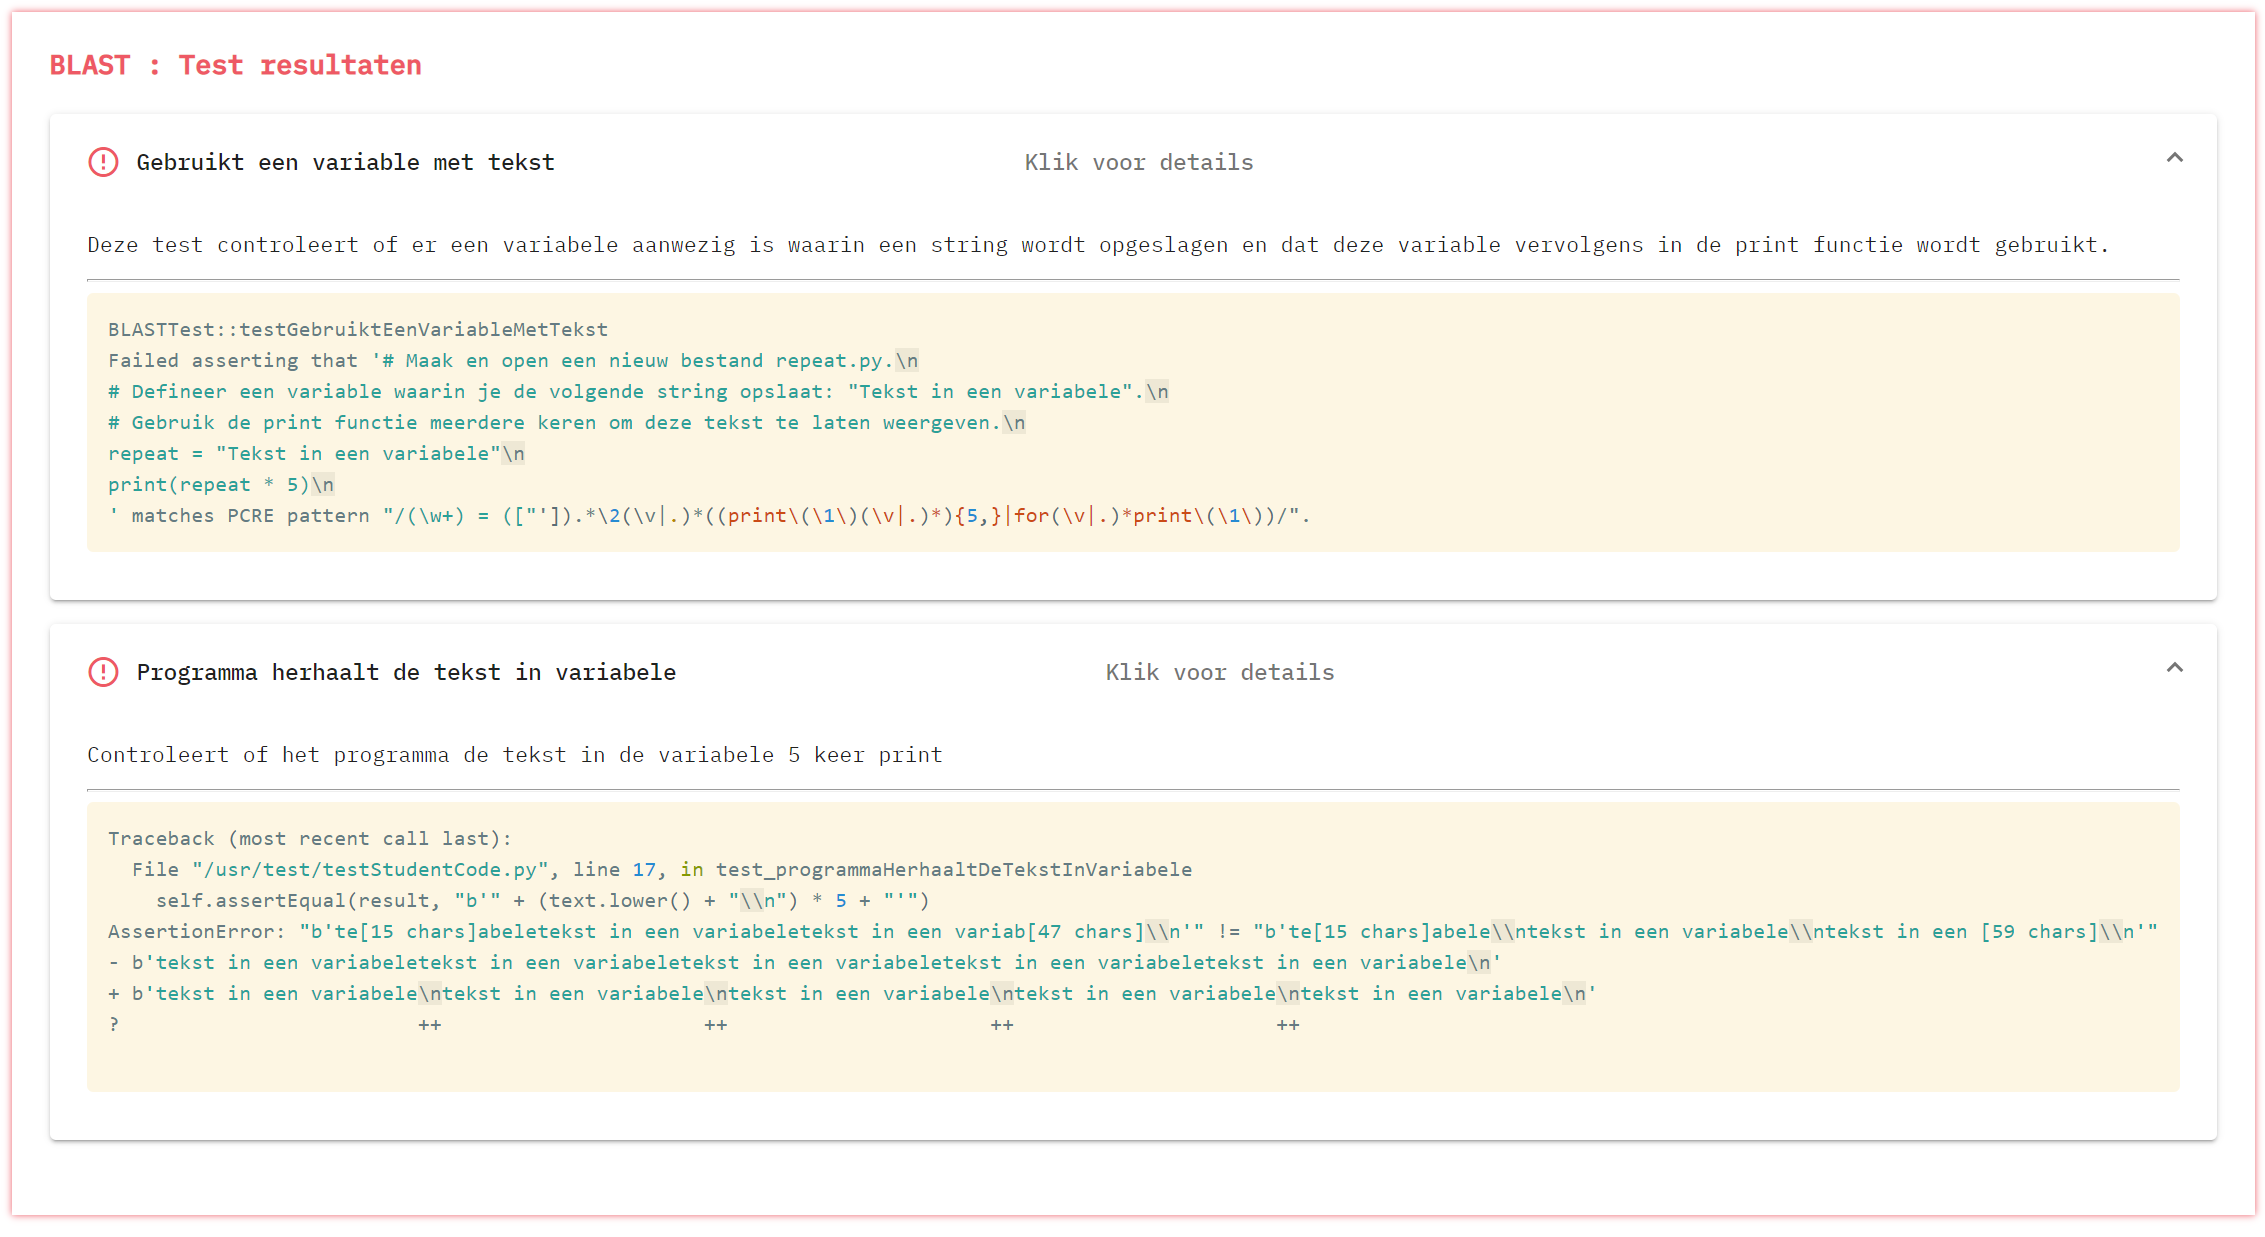 BLAST : Test resultaten
Gebruikt een variable met tekst
Klik voor details
Deze test controleert of er een variabele aanwezig is waarin een string wordt opgeslagen en dat deze variable vervolgens in de print functie wordt gebruikt.
BLASTTest::testGebruiktEenVariableMetTekst
Failed asserting that '# Maak en open een nieuw bestand repeat.py.\n
# Defineer een variable waarin je de volgende string opslaat: "Tekst in een variabele".\n
# Gebruik de print functie meerdere keren om deze tekst te laten weergeven.\n
repeat = "Tekst in een variabele"\n
print(repeat * 5)\n
' matches PCRE pattern "/(\w+) = (["']).*\2(\v|.)*((print\(\1\)(\v|.)*){5,}|for(\v|.)*print\(\1\))/".
Programma herhaalt de tekst in variabele
Klik voor details
Controleert of het programma de tekst in de variabele 5 keer print
Traceback (most recent call last):
  File "/usr/test/testStudentCode.py", line 17, in test_programmaHerhaaltDeTekstInVariabele
    self.assertEqual(result, "b'" + (text.lower() + "\\n") * 5 + "'")
AssertionError: "b'te[15 chars]abeletekst in een variabeletekst in een variab[47 chars]\\n'" != "b'te[15 chars]abele\\ntekst in een variabele\\ntekst in een [59 chars]\\n'"
- b'tekst in een variabeletekst in een variabeletekst in een variabeletekst in een variabeletekst in een variabele\n'
+ b'tekst in een variabele\ntekst in een variabele\ntekst in een variabele\ntekst in een variabele\ntekst in een variabele\n'
?                         ++                      ++                      ++                      ++